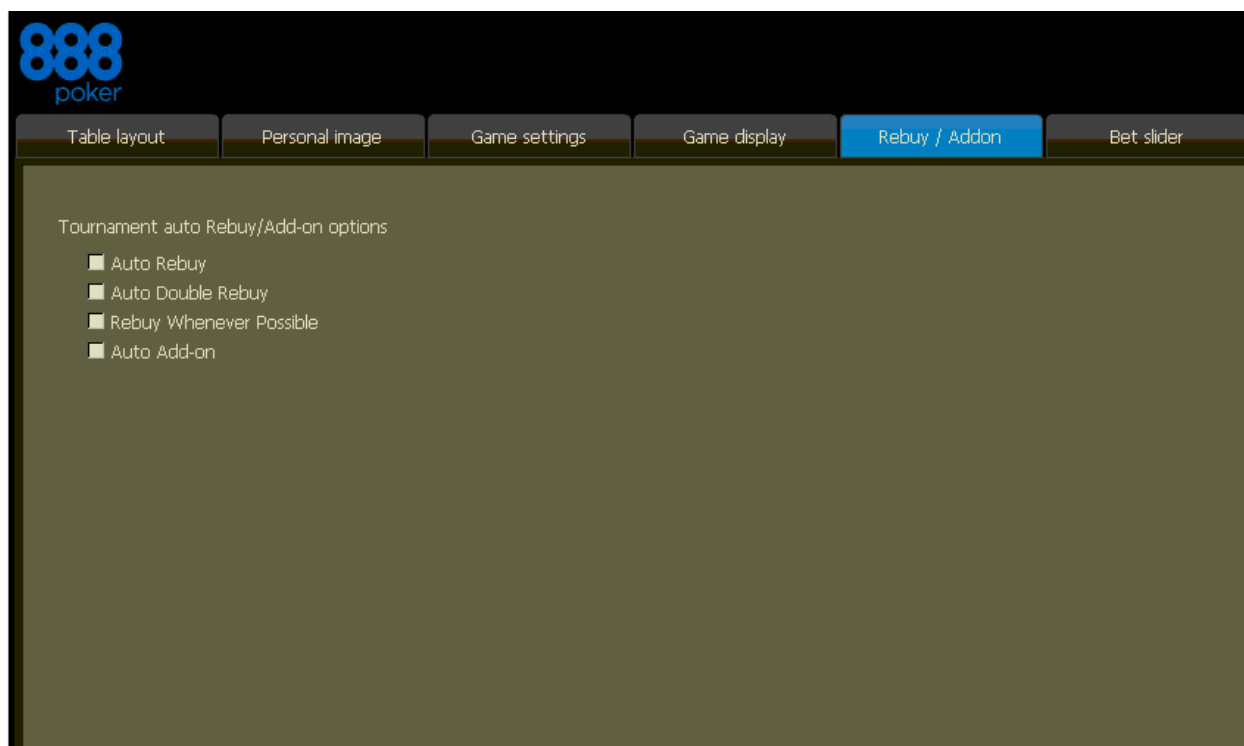 888
poker
Table layout Personal image Game settings Game display Rebuy / Addon Bet slider
Tournament auto Rebuy/Add-on options
Auto Rebuy
Auto Double Rebuy
Rebuy Whenever Possible
Auto Add-on